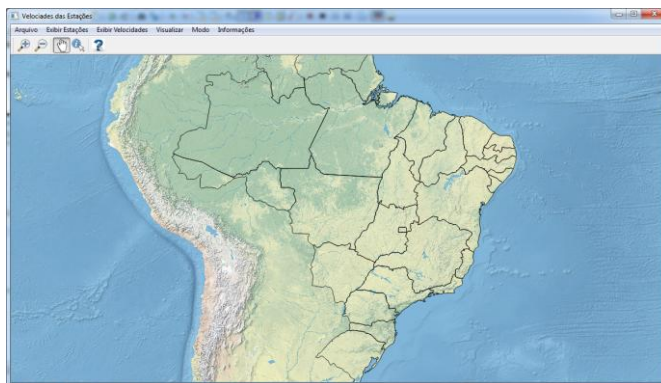 Velociades das Estações
Arquivo Exibir Estações Exibir Velocidades Visualizar Modo Informações